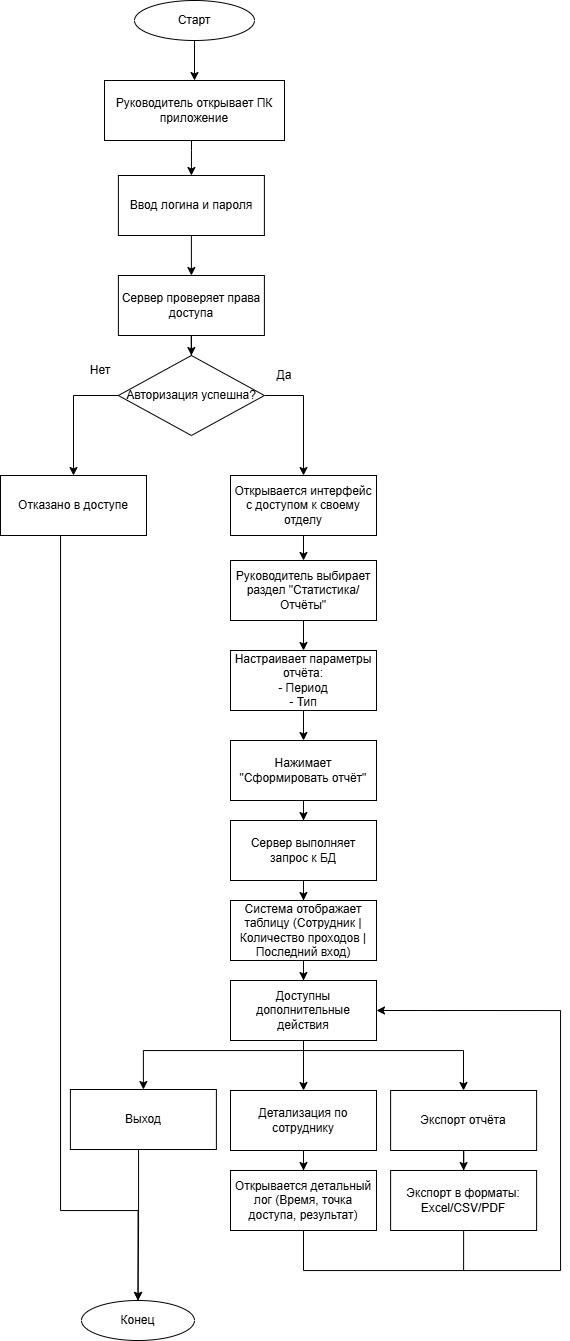 Старт
Руководитель открывает ПК
приложение
Ввод логина и пароля
Сервер проверяет права
доступа
Авторизация успешна?
Нет
Да
Отказано в доступе
Открывается интерфейс
с доступом к своему
отделу
Руководитель выбирает
раздел "Статистика/
Отчёты"
Настраивает параметры
отчёта:
- Период
- Тип
Нажимает
"Сформировать отчёт"
Сервер выполняет
запрос к БД
Система отображает
таблицу (Сотрудник |
Количество проходов |
Последний вход)
Доступны
дополнительные
действия
Выход
Детализация по
сотруднику
Экспорт отчёта
Открывается детальный
лог (Время, точка
доступа, результат)
Экспорт в форматы:
Excel/CSV/PDF
Конец